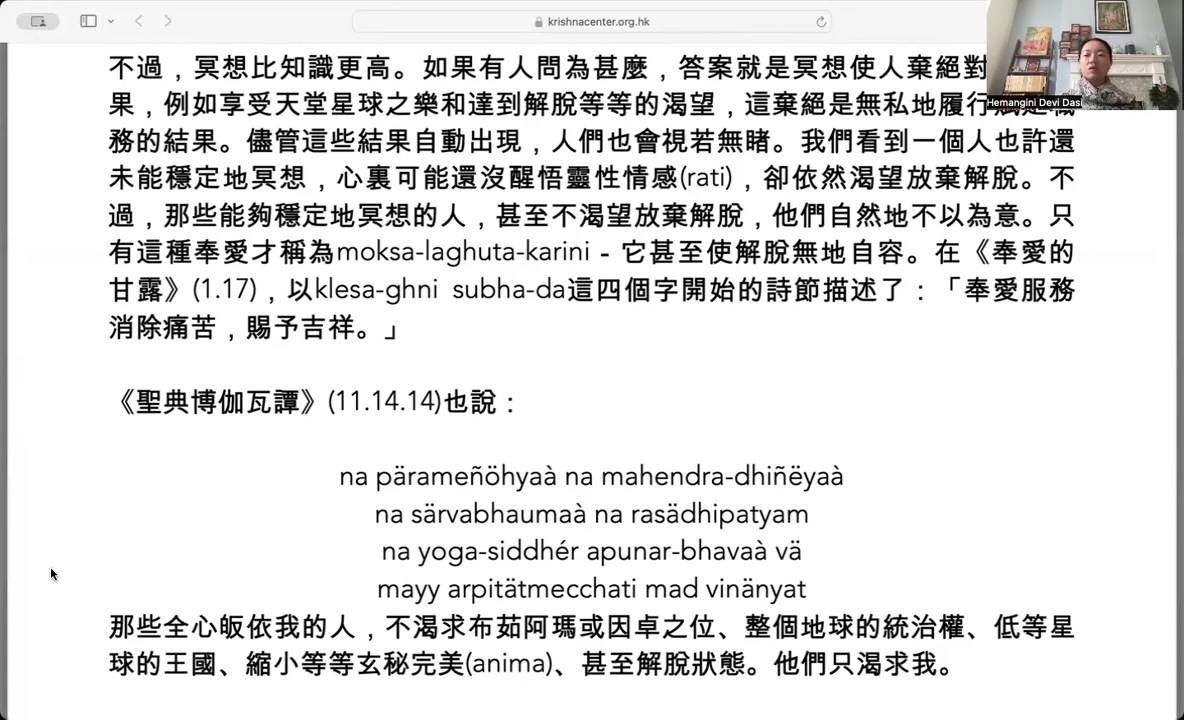 krishnacenter.org.hk
Hemangini Devi Dasi
不過，冥想比知識更高。如果有人問為甚麼，答案就是冥想使人棄絕對
果，例如享受天堂星球之樂和達到解脫等等的渴望，這棄絕是無私地履行
務的結果。儘管這些結果自動出現，人們也會視若無睹。我們看到一個人也許還
未能穩定地冥想，心裏可能還沒醒悟靈性情感(rati)，卻依然渴望放棄解脫。不
過，那些能夠穩定地冥想的人，甚至不渴望放棄解脫，他們自然地不以為意。只
有這種奉愛才稱為moksa-laghuta-karini - 它甚至使解脫無地自容。在《奉愛的
甘露》(1.17)，以klesa-ghni subha-da這四個字開始的詩節描述了：「奉愛服務
消除痛苦，賜予吉祥。」
《聖典博伽瓦譚》(11.14.14)也說：
na pärameñöhyaà na mahendra-dhiñëyaà
na särvabhaumaà na rasädhipatyam
na yoga-siddhér apunar-bhavaà vä
mayy arpitätmecchati mad vinänyat
那些全心皈依我的人，不渴求布茹阿瑪或因卓之位、整個地球的統治權、低等星
球的王國、縮小等等玄秘完美(anima)、甚至解脫狀態。他們只渴求我。